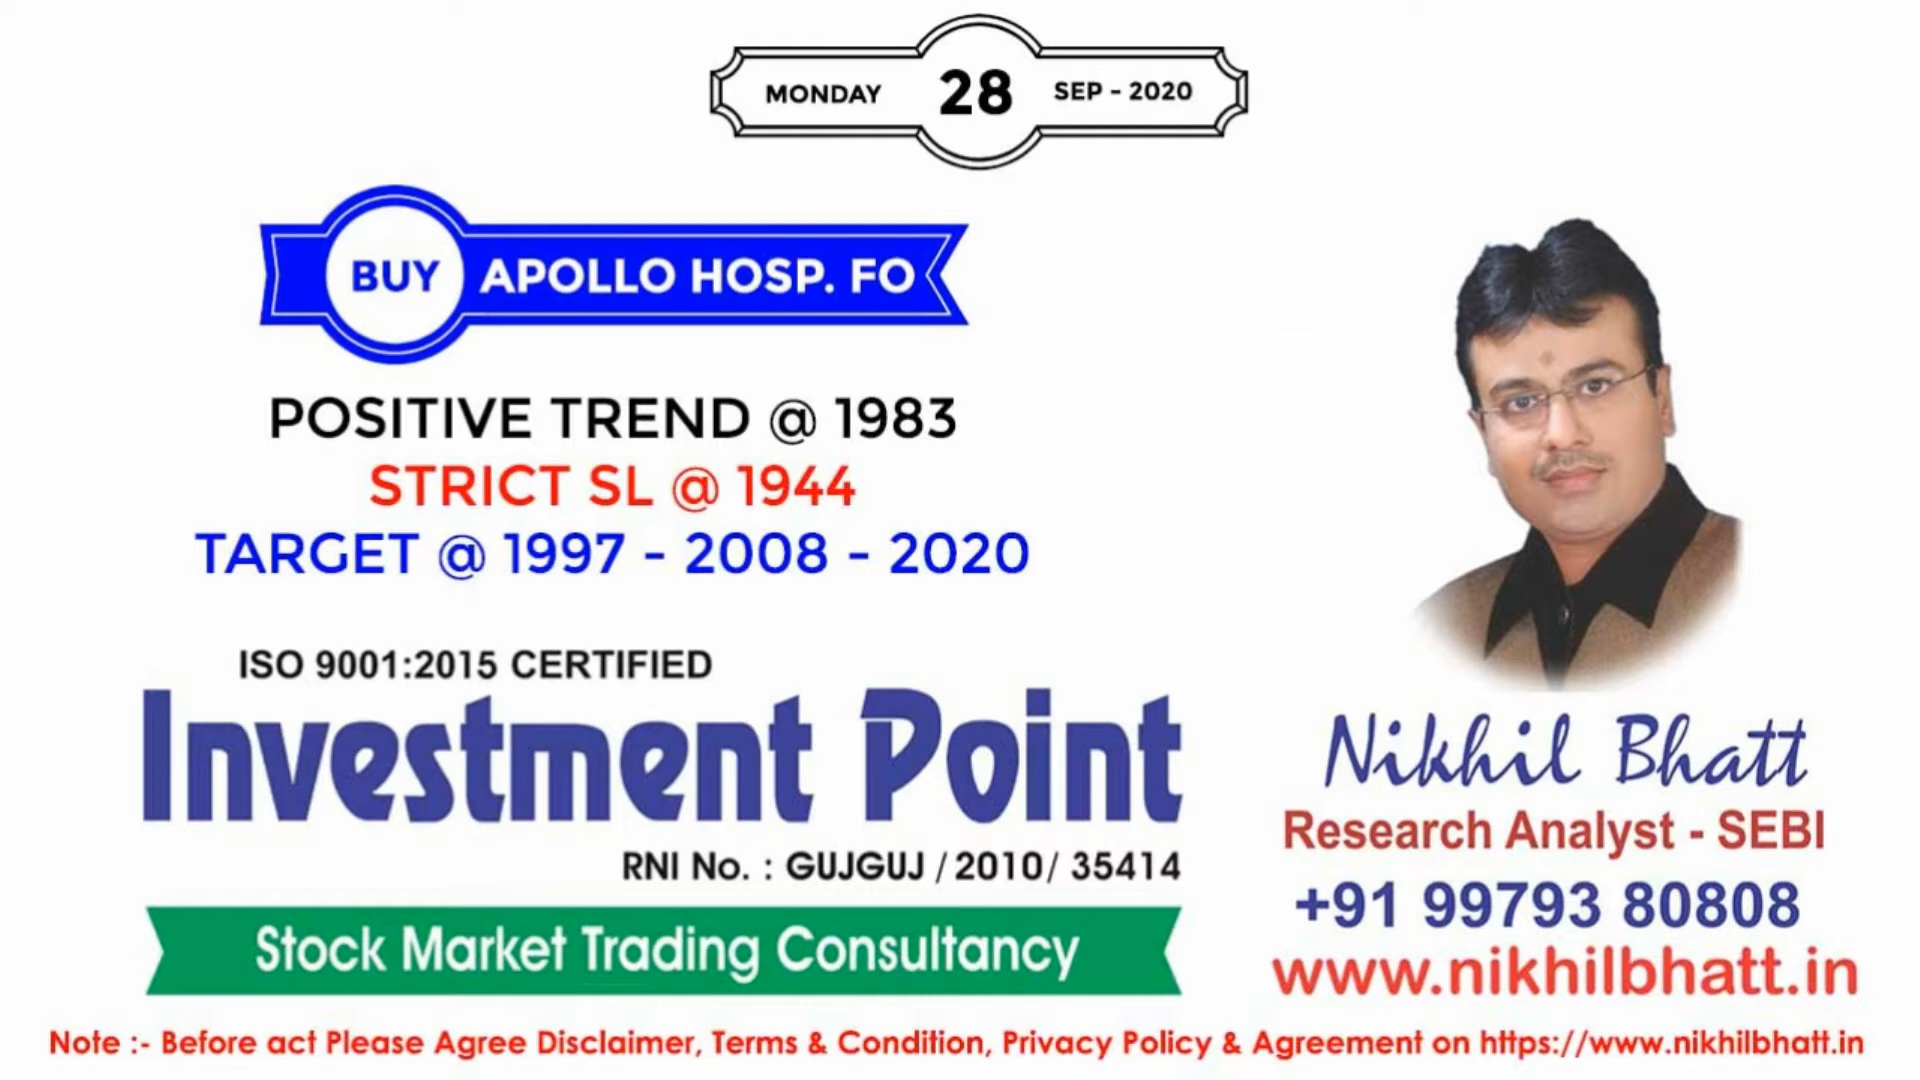 MONDAY 28 SEP - 2020
BUY APOLLO HOSP. FO
POSITIVE TREND @ 1983
STRICT SL @ 1944
TARGET @ 1997 - 2008 - 2020
ISO 9001:2015 CERTIFIED
Investment Point
RNI No. : GUJGUJ / 2010/ 35414
Stock Market Trading Consultancy
Nikhil Bhatt
Research Analyst - SEBI
+91 99793 80808
www.nikhilbhatt.in
Note :- Before act Please Agree Disclaimer, Terms & Condition, Privacy Policy & Agreement on https://www.nikhilbhatt.in